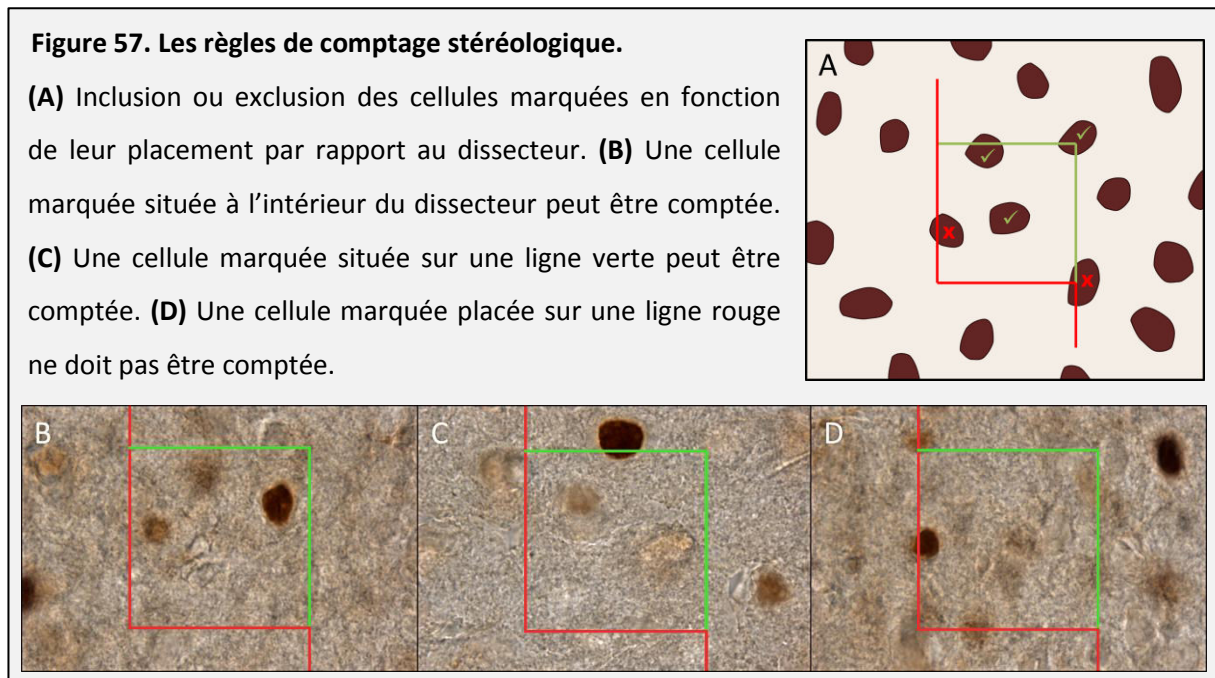 Figure 57. Les règles de comptage stéréologique.
(A) Inclusion ou exclusion des cellules marquées en fonction
de leur placement par rapport au dissecteur. (B) Une cellule
marquée située à l’intérieur du dissecteur peut être comptée.
(C) Une cellule marquée située sur une ligne verte peut être
comptée. (D) Une cellule marquée placée sur une ligne rouge
ne doit pas être comptée.
A
B
C
D